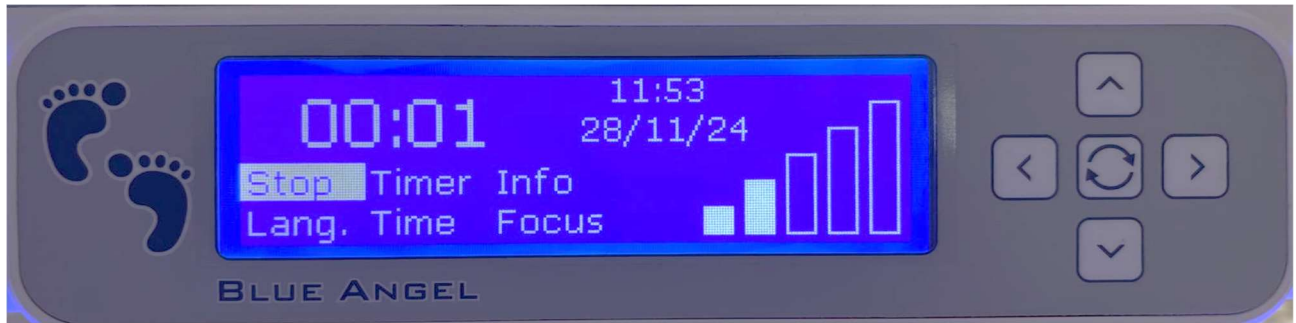 00:01
11:53
28/11/24
Stop Timer Info
Lang. Time Focus
BLUE ANGEL